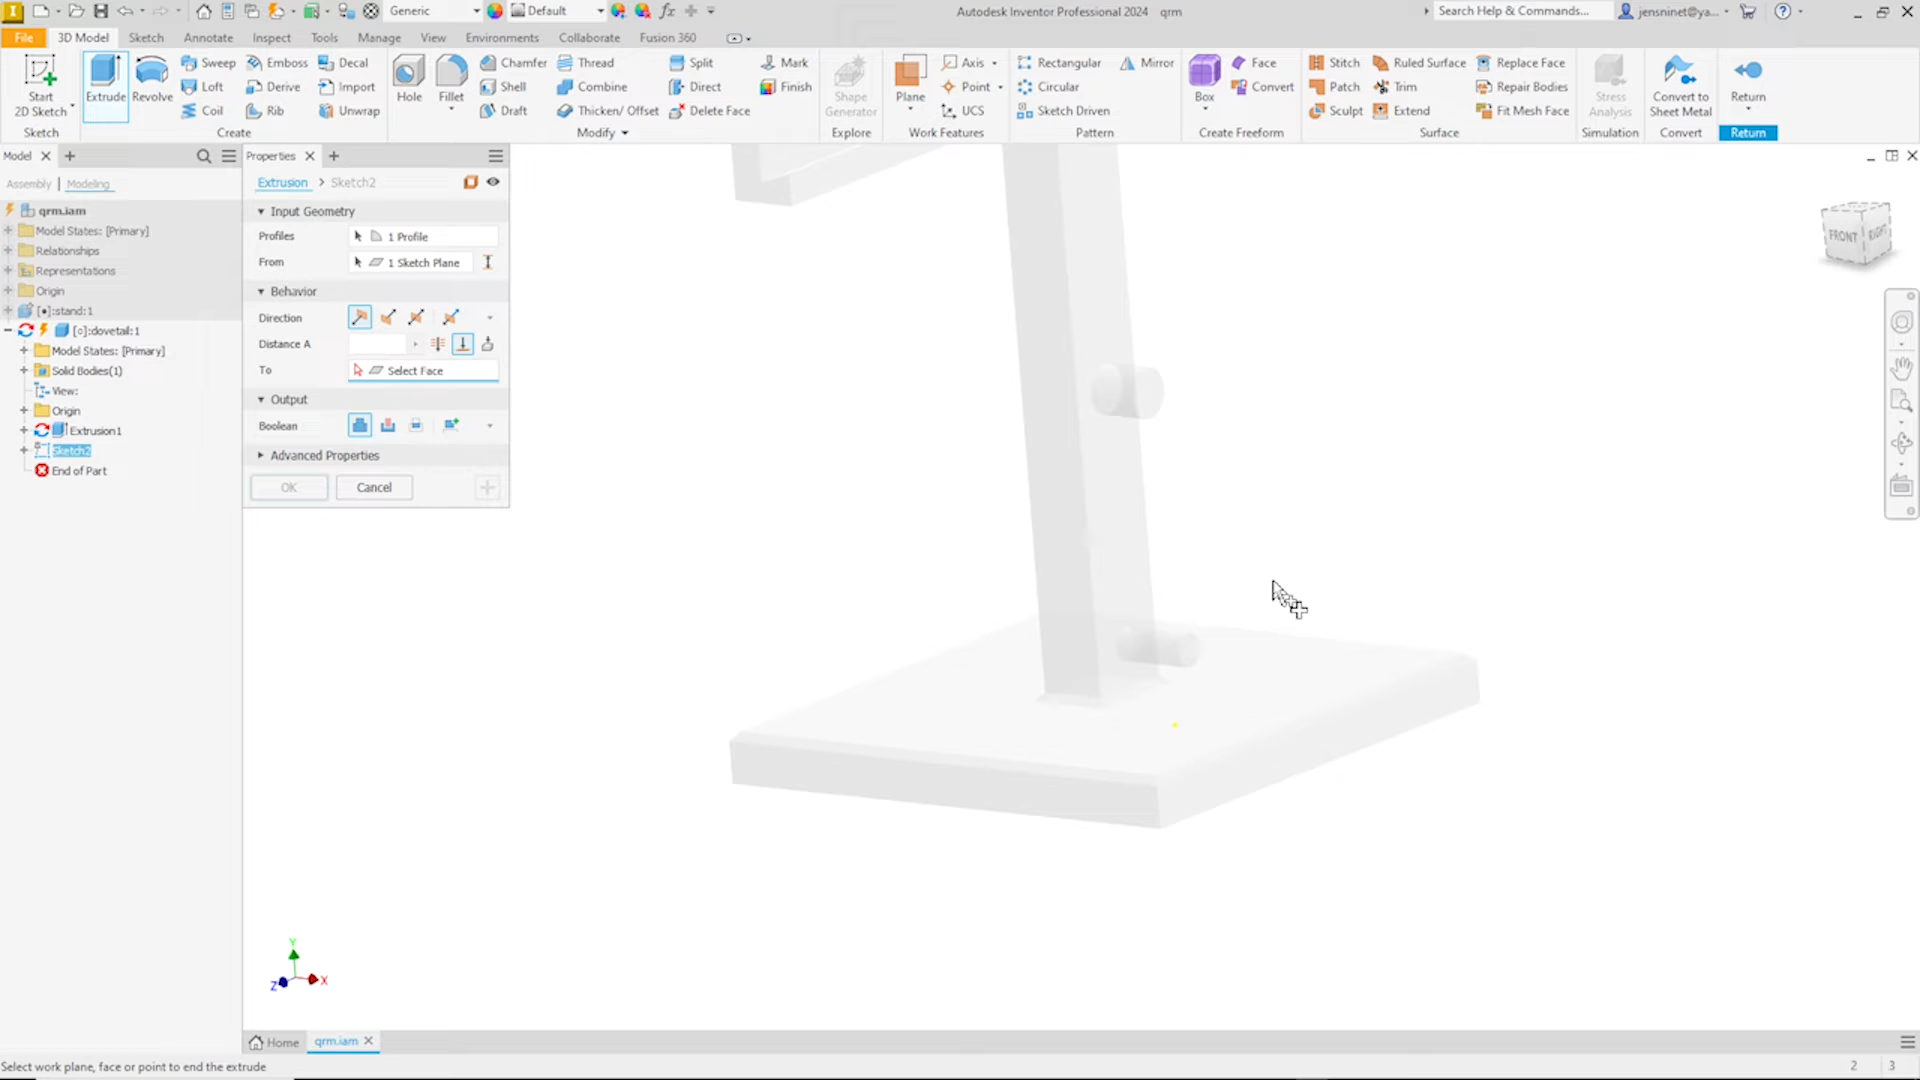 Generic
Default
fx
Autodesk Inventor Professional 2024 qrm
Search Help & Commands...
jensninet@ya...
File
3D Model
Sketch
Annotate
Inspect
Tools
Manage
View
Environments
Collaborate
Fusion 360
Start
2D Sketch
Sketch
Extrude
Revolve
Sweep
Loft
Coil
Emboss
Derive
Rib
Decal
Import
Unwrap
Create
Hole
Fillet
Chamfer
Shell
Draft
Thread
Combine
Thicken/ Offset
Split
Direct
Delete Face
Mark
Finish
Modify
Shape
Generator
Explore
Plane
Axis
Point
UCS
Work Features
Rectangular
Circular
Sketch Driven
Mirror
Pattern
Box
Face
Convert
Create Freeform
Stitch
Patch
Sculpt
Ruled Surface
Trim
Extend
Replace Face
Repair Bodies
Fit Mesh Face
Surface
Stress
Analysis
Simulation
Convert to
Sheet Metal
Convert
Return
Return
Model
Assembly | Modeling
qrm.iam
Model States: [Primary]
Relationships
Representations
Origin
[●]:stand:1
[○]:dovetail:1
Model States: [Primary]
Solid Bodies(1)
View:
Origin
Extrusion1
Sketch2
End of Part
Properties
Extrusion > Sketch2
Input Geometry
Profiles 1 Profile
From 1 Sketch Plane
Behavior
Direction
Distance A
To Select Face
Output
Boolean
Advanced Properties
OK Cancel
FRONT RIGHT
Y
Z X
Home qrm.iam
Select work plane, face or point to end the extrude
2 3